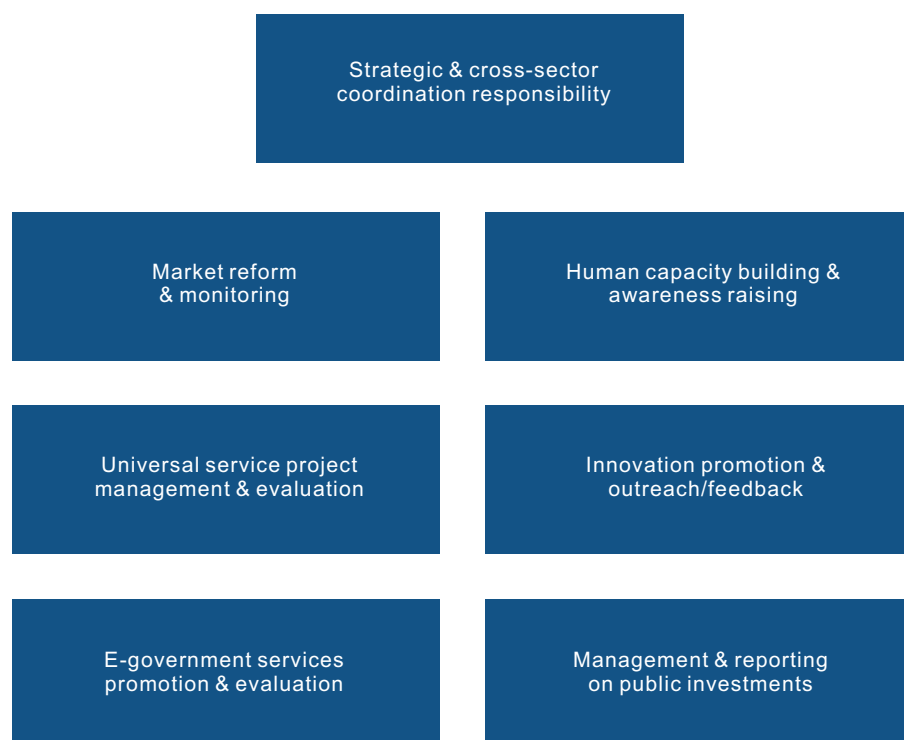 Strategic & cross-sector
coordination responsibility
Market reform
& monitoring
Human capacity building &
awareness raising
Universal service project
management & evaluation
Innovation promotion &
outreach/feedback
E-government services
promotion & evaluation
Management & reporting
on public investments